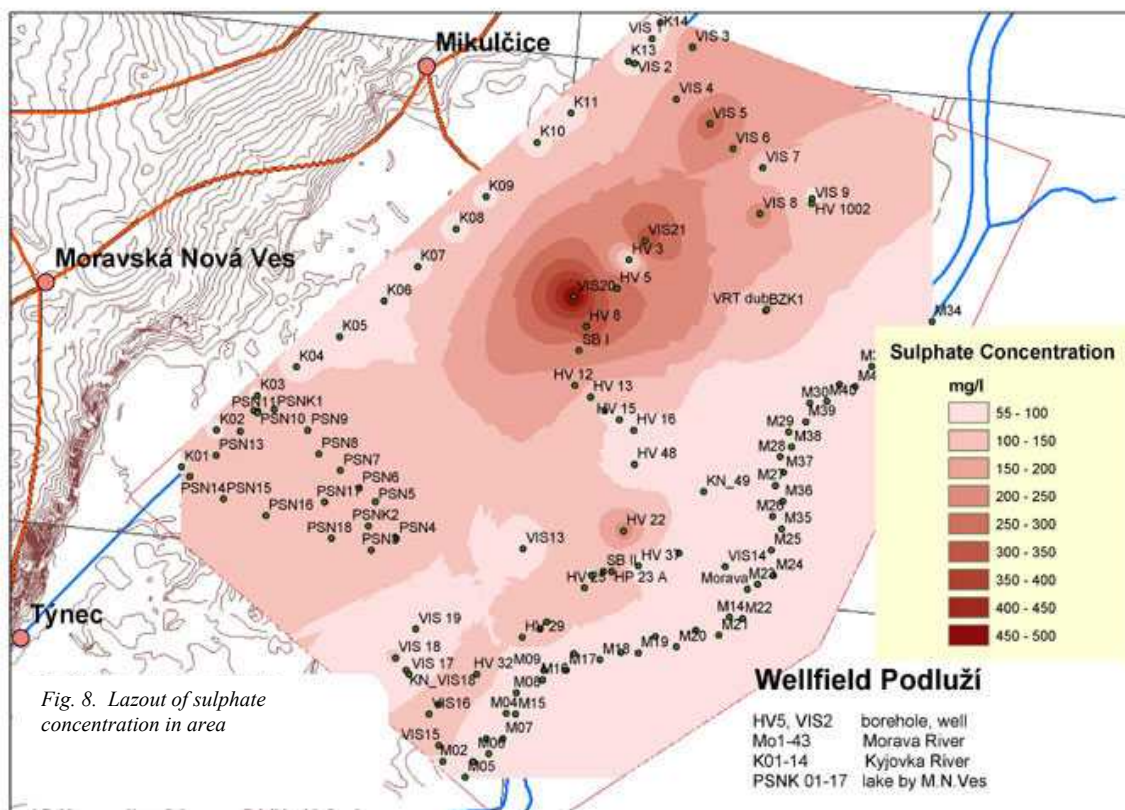 K14
VIS 1
VIS 3
Mikulčice
K13
VIS 2
VIS 4
K11
VIS 5
K10
VIS 6
VIS 7
K09
VIS 9
HV 1002
VIS 8
K08
VIS21
HV 3
Moravská Nová Ves
K07
HV 5
VIS20
K06
VRT dubBZK1
M34
HV 8
K05
SB I
K04
HV 12
HV 13
K03
PSN11
PSNK1
PSN10
HV 15
HV 16
K02
PSN9
PSN13
PSN8
PSN7
K01
HV 48
PSN14
PSN15
PSN6
PSN17
PSN5
PSN16
KN_49
PSNK2
PSN18
PSN4
HV 22
VIS13
M30
M40
M39
M29
M38
M28
M37
M27
M36
M26
M35
M25
HV 37
SB II
HP 23 A
VIS14
M24
Morava
Týnec
M14
M22
M21
M20
M19
M18
M17
VIS 19
HV 29
VIS 18
VIS 17
KN_VIS18
HV 32
M09
M16
M08
VIS16
M04
M15
M07
VIS15
M02
M06
M05
Sulphate Concentration
mg/l
55 - 100
100 - 150
150 - 200
200 - 250
250 - 300
300 - 350
350 - 400
400 - 450
450 - 500
Wellfield Podluží
HV5, VIS2 borehole, well
Mo1-43 Morava River
K01-14 Kyjovka River
PSNK 01-17 lake by M.N.Ves
Fig. 8. Lazout of sulphate
concentration in area